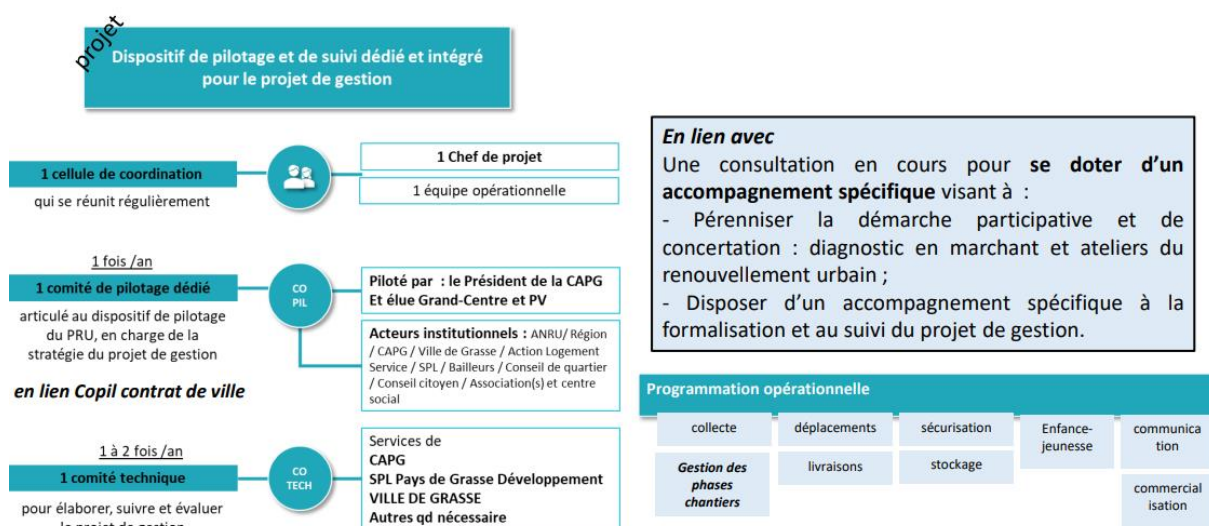 projet
Dispositif de pilotage et de suivi dédié et intégré
pour le projet de gestion
1 cellule de coordination
qui se réunit régulièrement
1 Chef de projet
1 équipe opérationnelle
1 fois /an
1 comité de pilotage dédié
articulé au dispositif de pilotage
du PRU, en charge de la
stratégie du projet de gestion
en lien Copil contrat de ville
CO
PIL
Piloté par : le Président de la CAPG
Et élue Grand-Centre et PV
Acteurs institutionnels : ANRU/ Région
/ CAPG / Ville de Grasse / Action Logement
Service / SPL / Bailleurs / Conseil de quartier
/ Conseil citoyen / Association(s) et centre
social
1 à 2 fois /an
1 comité technique
pour élaborer, suivre et évaluer
le projet de gestion
CO
TECH
Services de
CAPG
SPL Pays de Grasse Développement
VILLE DE GRASSE
Autres qd nécessaire
En lien avec
Une consultation en cours pour se doter d'un
accompagnement spécifique visant à :
- Pérenniser la démarche participative et de
concertation : diagnostic en marchant et ateliers du
renouvellement urbain ;
- Disposer d'un accompagnement spécifique à la
formalisation et au suivi du projet de gestion.
Programmation opérationnelle
collecte
déplacements
sécurisation
Enfance-
jeunesse
communica
tion
Gestion des
phases
chantiers
livraisons
stockage
commercial
isation